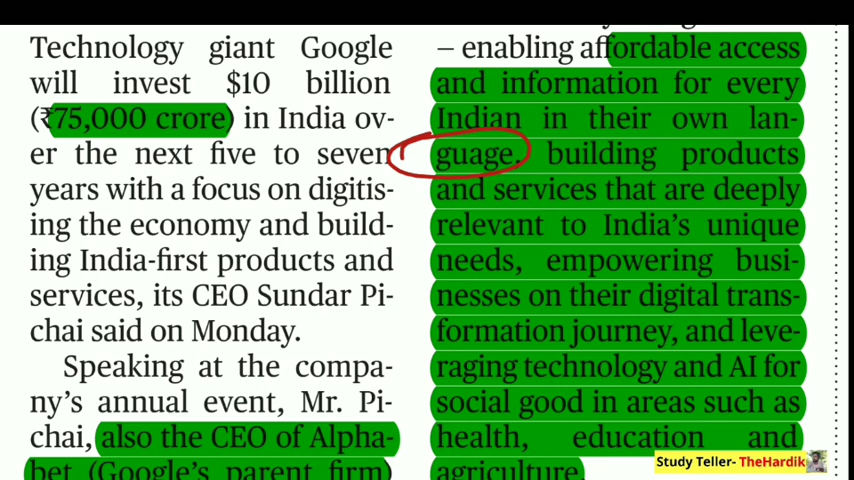 Technology giant Google
will invest $10 billion
(₹75,000 crore) in India ov-
er the next five to seven
years with a focus on digitis-
ing the economy and build-
ing India-first products and
services, its CEO Sundar Pi-
chai said on Monday.
Speaking at the compa-
ny's annual event, Mr. Pi-
chai, also the CEO of Alpha-
bet (Google's parent firm)
– enabling affordable access
and information for every
Indian in their own lan-
guage, building products
and services that are deeply
relevant to India's unique
needs, empowering busi-
nesses on their digital trans-
formation journey, and leve-
raging technology and AI for
social good in areas such as
health, education and
agriculture.
Study Teller- TheHardik